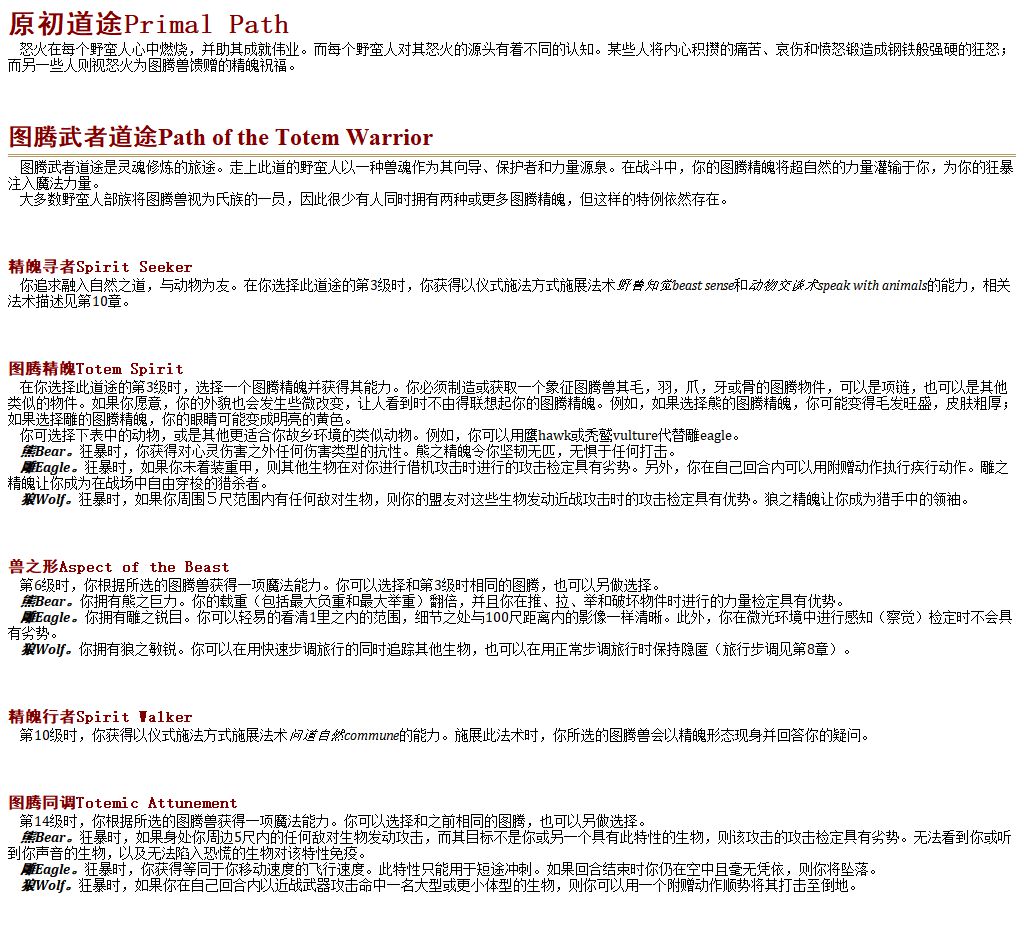 原初道途Primal Path
怒火在每个野蛮人心中燃烧，并助其成就伟业。而每个野蛮人对其怒火的源头有着不同的认知。某些人将内心积攒的痛苦、哀伤和愤怒锻造成钢铁般强硬的狂怒；
而另一些人则视怒火为图腾兽馈赠的精魄祝福。
图腾武者道途Path of the Totem Warrior
图腾武者道途是灵魂修炼的旅途。走上此道的野蛮人以一种兽魂作为其向导、保护者和力量源泉。在战斗中，你的图腾精魄将超自然的力量灌输于你，为你的狂暴
注入魔法力量。
大多数野蛮人部族将图腾兽视为氏族的一员，因此很少有人同时拥有两种或更多图腾精魄，但这样的特例依然存在。
精魄寻者Spirit Seeker
你追求融入自然之道，与动物为友。在你选择此道途的第3级时，你获得以仪式施法方式施展法术野兽知觉beast sense和动物交谈术speak with animals的能力，相关
法术描述见第10章。
图腾精魄Totem Spirit
在你选择此道途的第3级时，选择一个图腾精魄并获得其能力。你必须制造或获取一个象征图腾兽其毛，羽，爪，牙或骨的图腾物件，可以是项链，也可以是其他
类似的物件。如果你愿意，你的外貌也会发生些微改变，让人看到时不由得联想起你的图腾精魄。例如，如果选择熊的图腾精魄，你可能变得毛发旺盛，皮肤粗厚；
如果选择雕的图腾精魄，你的眼睛可能变成明亮的黄色。
你可选择下表中的动物，或是其他更适合你故乡环境的类似动物。例如，你可以用鹰hawk或秃鹫vulture代替雕eagle。
熊Bear。狂暴时，你获得对心灵伤害之外任何伤害类型的抗性。熊之精魄令你坚韧无匹，无惧于任何打击。
雕Eagle。狂暴时，如果你未着装重甲，则其他生物在对你进行借机攻击时进行的攻击检定具有劣势。另外，你在自己回合内可以用附赠动作执行疾行动作。雕之
精魄让你成为在战场中自由穿梭的猎杀者。
狼Wolf。狂暴时，如果你周围５尺范围内有任何敌对生物，则你的盟友对这些生物发动近战攻击时的攻击检定具有优势。狼之精魄让你成为猎手中的领袖。
兽之形Aspect of the Beast
第6级时，你根据所选的图腾兽获得一项魔法能力。你可以选择和第3级时相同的图腾，也可以另做选择。
熊Bear。你拥有熊之巨力。你的载重（包括最大负重和最大举重）翻倍，并且你在推、拉、举和破坏物件时进行的力量检定具有优势。
雕Eagle。你拥有雕之锐目。你可以轻易的看清1里之内的范围，细节之处与100尺距离内的影像一样清晰。此外，你在微光环境中进行感知（察觉）检定时不会具
有劣势。
狼Wolf。你拥有狼之敏锐。你可以在用快速步调旅行的同时追踪其他生物，也可以在用正常步调旅行时保持隐匿（旅行步调见第8章）。
精魄行者Spirit Walker
第10级时，你获得以仪式施法方式施展法术问道自然commune的能力。施展此法术时，你所选的图腾兽会以精魄形态现身并回答你的疑问。
图腾同调Totemic Attunement
第14级时，你根据所选的图腾兽获得一项魔法能力。你可以选择和之前相同的图腾，也可以另做选择。
熊Bear。狂暴时，如果身处你周边5尺内的任何敌对生物发动攻击，而其目标不是你或另一个具有此特性的生物，则该攻击的攻击检定具有劣势。无法看到你或听
到你声音的生物，以及无法陷入恐慌的生物对该特性免疫。
雕Eagle。狂暴时，你获得等同于你移动速度的飞行速度。此特性只能用于短途冲刺。如果回合结束时你仍在空中且毫无凭依，则你将坠落。
狼Wolf。狂暴时，如果你在自己回合内以近战武器攻击命中一名大型或更小体型的生物，则你可以用一个附赠动作顺势将其打击至倒地。